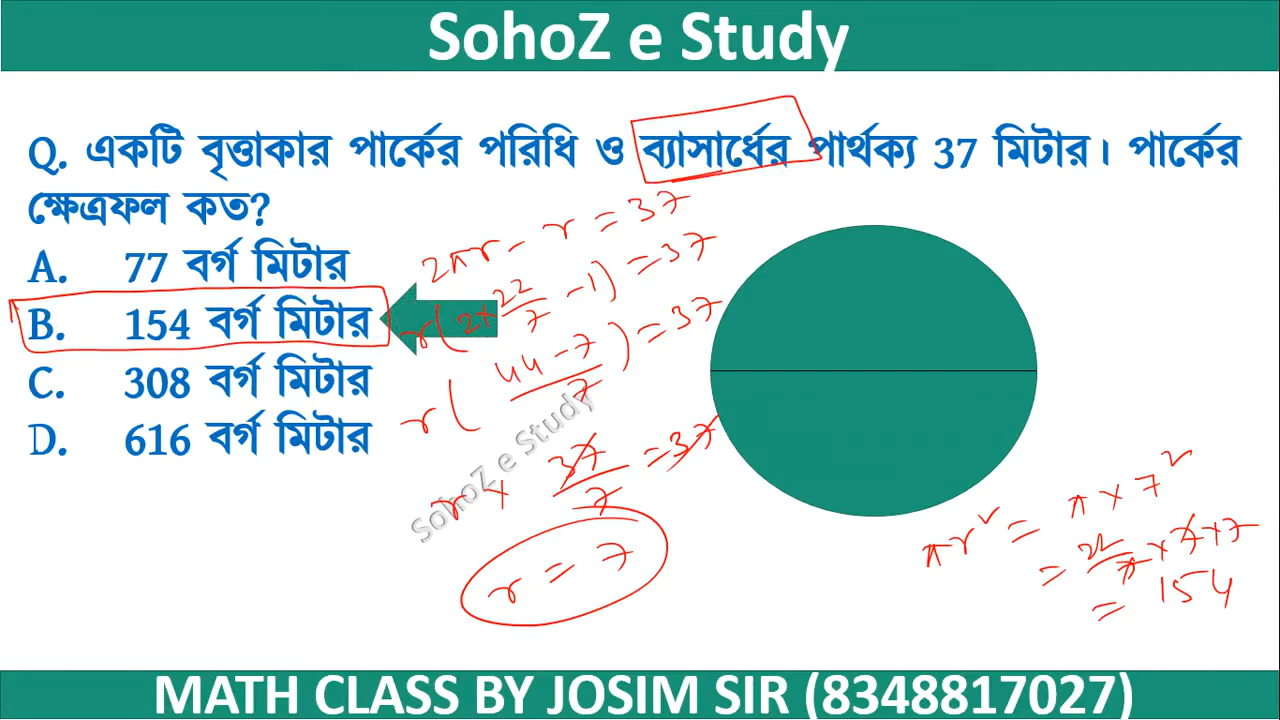 SohoZ e Study
Q. একটি বৃত্তাকার পার্কের পরিধি ও ব্যাসার্ধের পার্থক্য 37 মিটার। পার্কের
ক্ষেত্রফল কত?
A. 77 বর্গ মিটার
B. 154 বর্গ মিটার
C. 308 বর্গ মিটার
D. 616 বর্গ মিটার
2πr - r = 37
r(2×22/7 - 1) = 37
r(44-7/7) = 37
r × 37/7 = 37
r = 7
SohoZ e Study
πr² = π × 7²
= 22/7 × 7 × 7
= 154
MATH CLASS BY JOSIM SIR (8348817027)